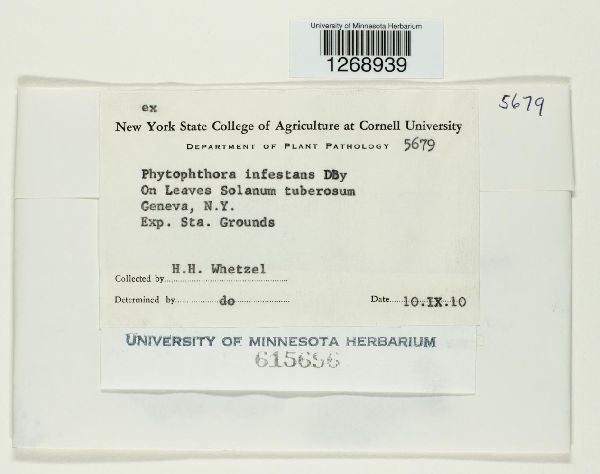 University of Minnesota Herbarium
1268939
5679
ex
New York State College of Agriculture at Cornell University
DEPARTMENT OF PLANT PATHOLOGY 5679
Phytophthora infestans DBy
On Leaves Solanum tuberosum
Geneva, N.Y.
Exp. Sta. Grounds
Collected by H.H. Whetzel
Determined by do Date 10.IX.10
UNIVERSITY OF MINNESOTA HERBARIUM
615696